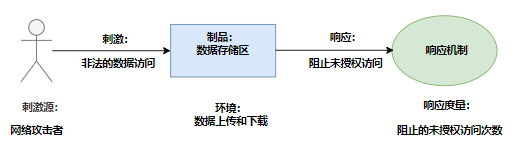 刺激：
非法的数据访问
制品：
数据存储区
响应：
阻止未授权访问
响应机制
刺激源：
网络攻击者
环境：
数据上传和下载
响应度量：
阻止的未授权访问次数